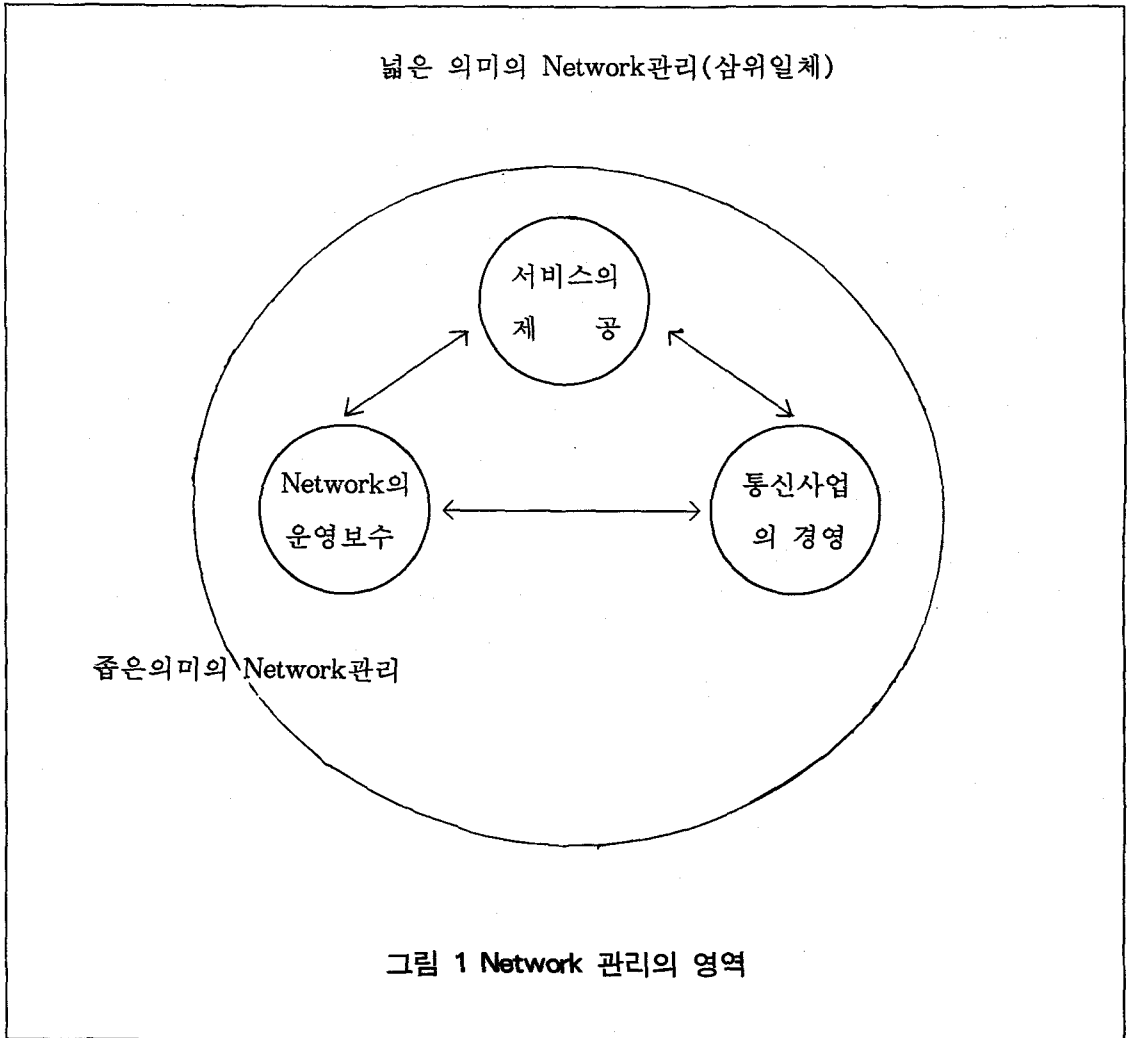 넓은 의미의 Network관리(삼위일체)
서비스의
제 공
Network의
운영보수
통신사업
의 경영
좁은의미의 Network관리
그림 1 Network 관리의 영역